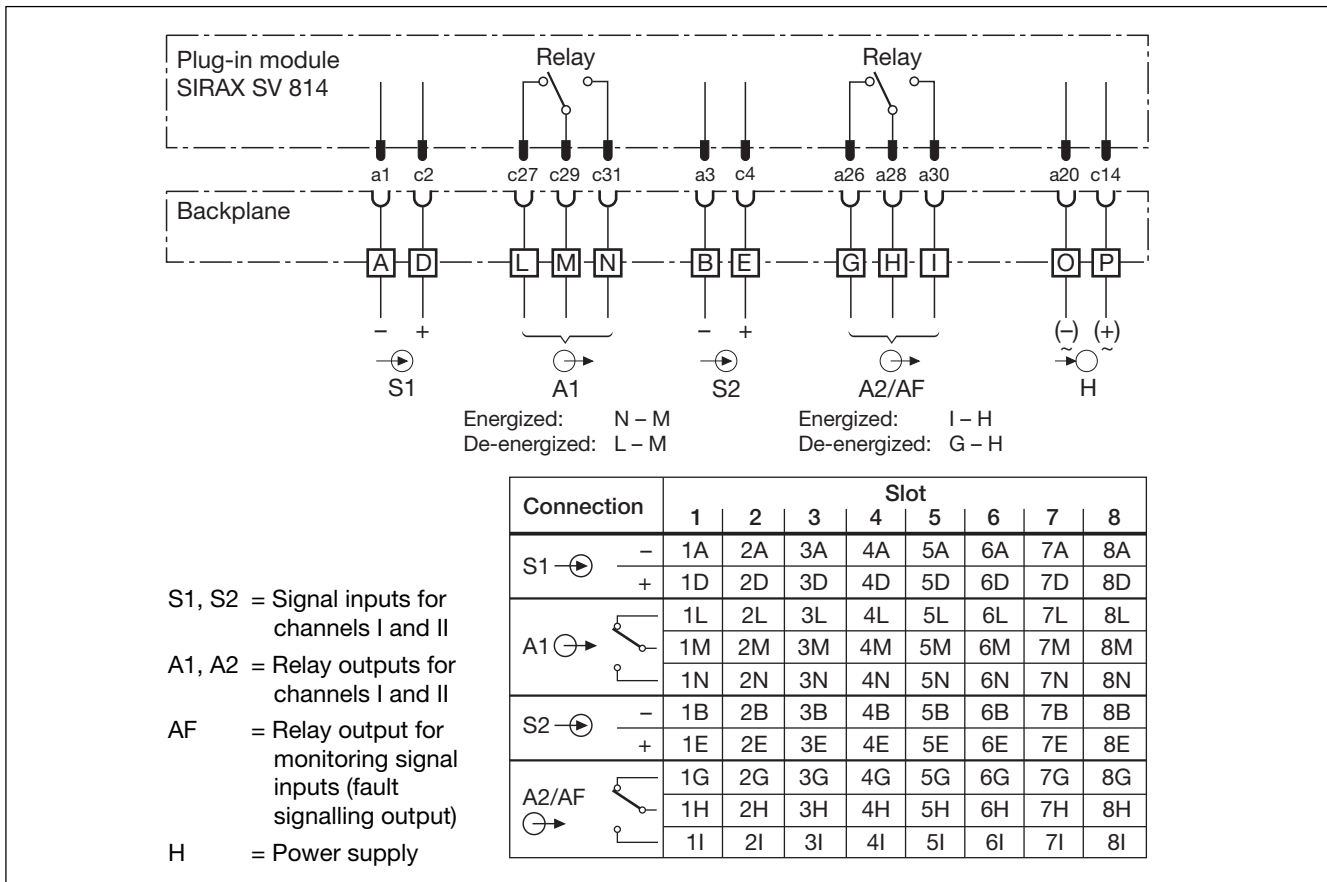 Plug-in module
SIRAX SV 814
Relay Relay
a1 c2 c27 c29 c31 a3 c4 a26 a28 a30 a20 c14
Backplane
A D L M N B E G H I O P
– + – + (–) (+)
~ ~
S1 A1 S2 A2/AF H
Energized: N – M Energized: I – H
De-energized: L – M De-energized: G – H
Connection Slot
1 2 3 4 5 6 7 8
S1 – 1A 2A 3A 4A 5A 6A 7A 8A
+ 1D 2D 3D 4D 5D 6D 7D 8D
A1 1L 2L 3L 4L 5L 6L 7L 8L
1M 2M 3M 4M 5M 6M 7M 8M
1N 2N 3N 4N 5N 6N 7N 8N
S2 – 1B 2B 3B 4B 5B 6B 7B 8B
+ 1E 2E 3E 4E 5E 6E 7E 8E
A2/AF 1G 2G 3G 4G 5G 6G 7G 8G
1H 2H 3H 4H 5H 6H 7H 8H
1I 2I 3I 4I 5I 6I 7I 8I
S1, S2 = Signal inputs for
channels I and II
A1, A2 = Relay outputs for
channels I and II
AF = Relay output for
monitoring signal
inputs (fault
signalling output)
H = Power supply